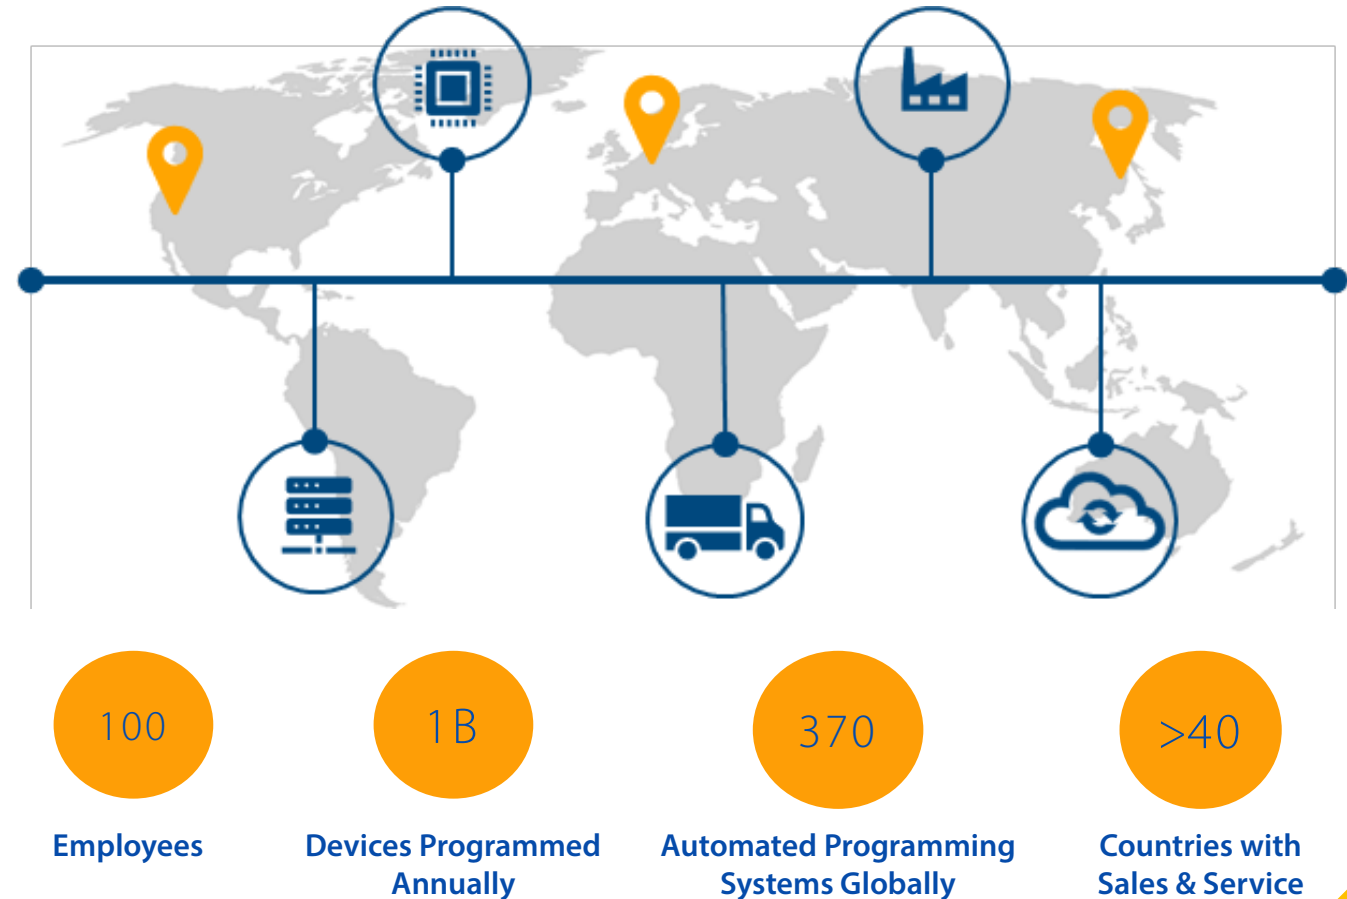 100
1B
370
>40
Employees
Devices Programmed
Annually
Automated Programming
Systems Globally
Countries with
Sales & Service